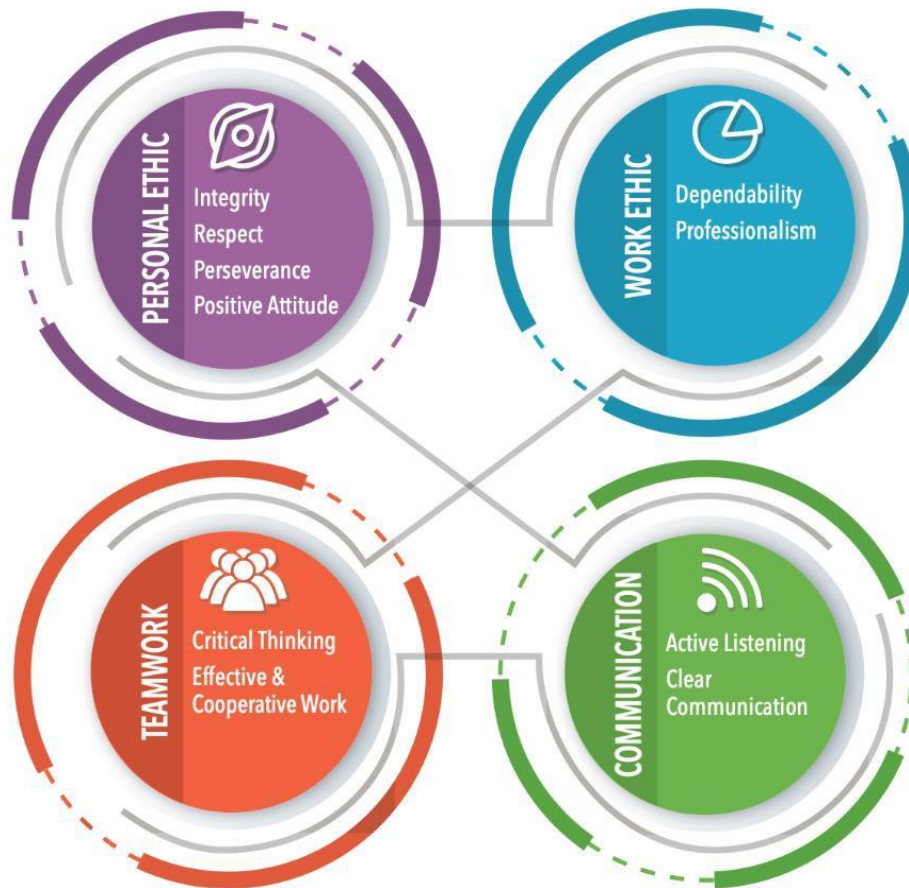 PERSONAL ETHIC
Integrity
Respect
Perseverance
Positive Attitude
WORK ETHIC
Dependability
Professionalism
TEAMWORK
Critical Thinking
Effective &
Cooperative Work
COMMUNICATION
Active Listening
Clear
Communication